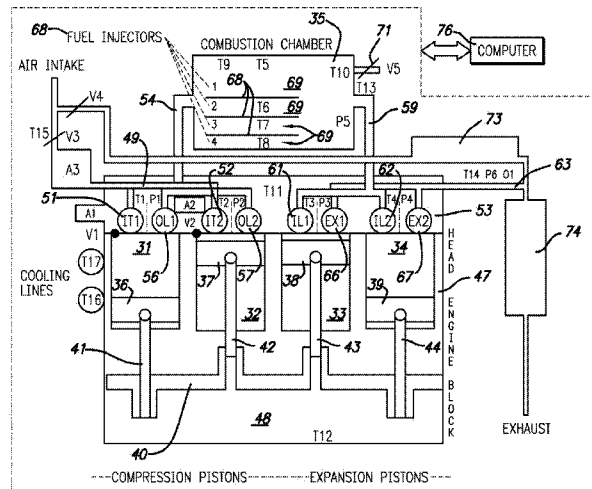 68
FUEL INJECTORS
COMBUSTION CHAMBER
35
71
76
COMPUTER
AIR INTAKE
T9 T5
T10
V5
T13
1
2
3
4
68
69
T6
69
T7
69
T8
P5
54
59
V4
T15
V3
49
A3
52
61
62
73
63
T14 P6 O1
T11
51
T1, P1
A2
T2, P2
T3, P3
T4, P4
A1
IT1
OL1
IT2
OL2
IL1
EX1
IL2
EX2
53
V1
V2
31
56
57
66
34
67
HEAD
47
74
T17
T16
COOLING LINES
36
37
32
38
33
39
ENGINE BLOCK
41
42
43
44
40
48
T12
EXHAUST
----COMPRESSION PISTONS----EXPANSION PISTONS----